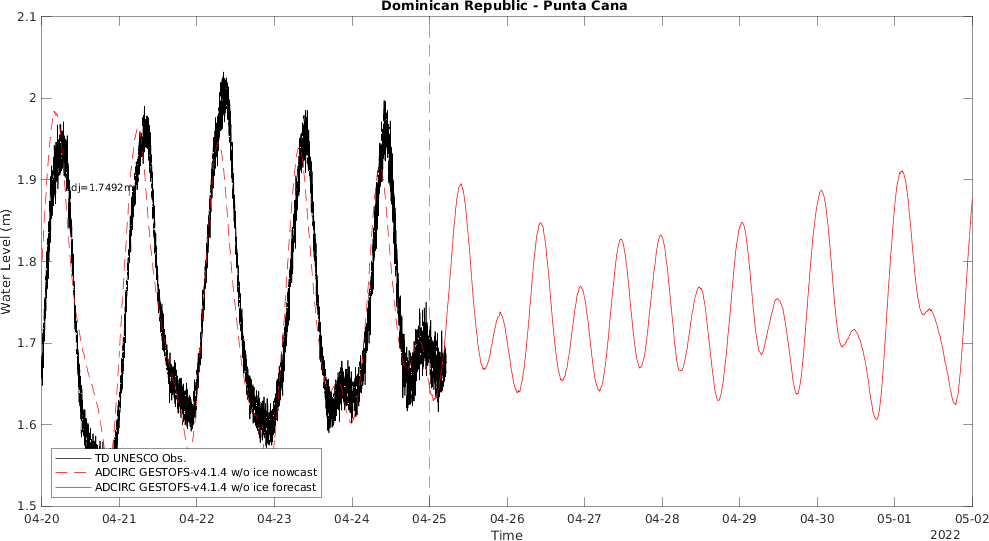 Dominican Republic - Punta Cana
2.1
2
1.9
1.8
1.7
1.6
1.5
Water Level (m)
dj=1.7492m
TD UNESCO Obs.
ADCIRC GESTOFS-v4.1.4 w/o ice nowcast
ADCIRC GESTOFS-v4.1.4 w/o ice forecast
04-20 04-21 04-22 04-23 04-24 04-25 04-26 04-27 04-28 04-29 04-30 05-01 05-02
Time
2022